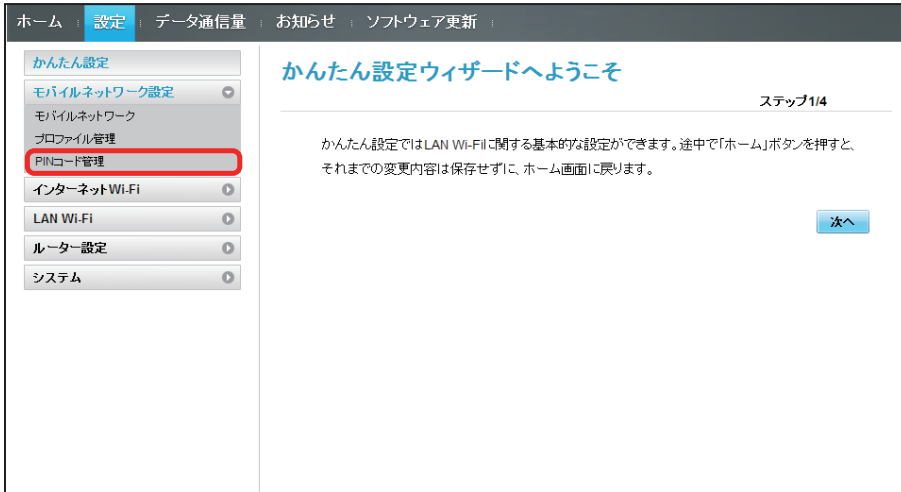 ホーム 設定 データ通信量 お知らせ ソフトウェア更新
かんたん設定
モバイルネットワーク設定
モバイルネットワーク
プロファイル管理
PINコード管理
インターネットWi-Fi
LAN Wi-Fi
ルーター設定
システム
かんたん設定ウィザードへようこそ
ステップ1/4
かんたん設定ではLAN Wi-Fiに関する基本的な設定ができます。途中で「ホーム」ボタンを押すと、
それまでの変更内容は保存せずに、ホーム画面に戻ります。
次へ